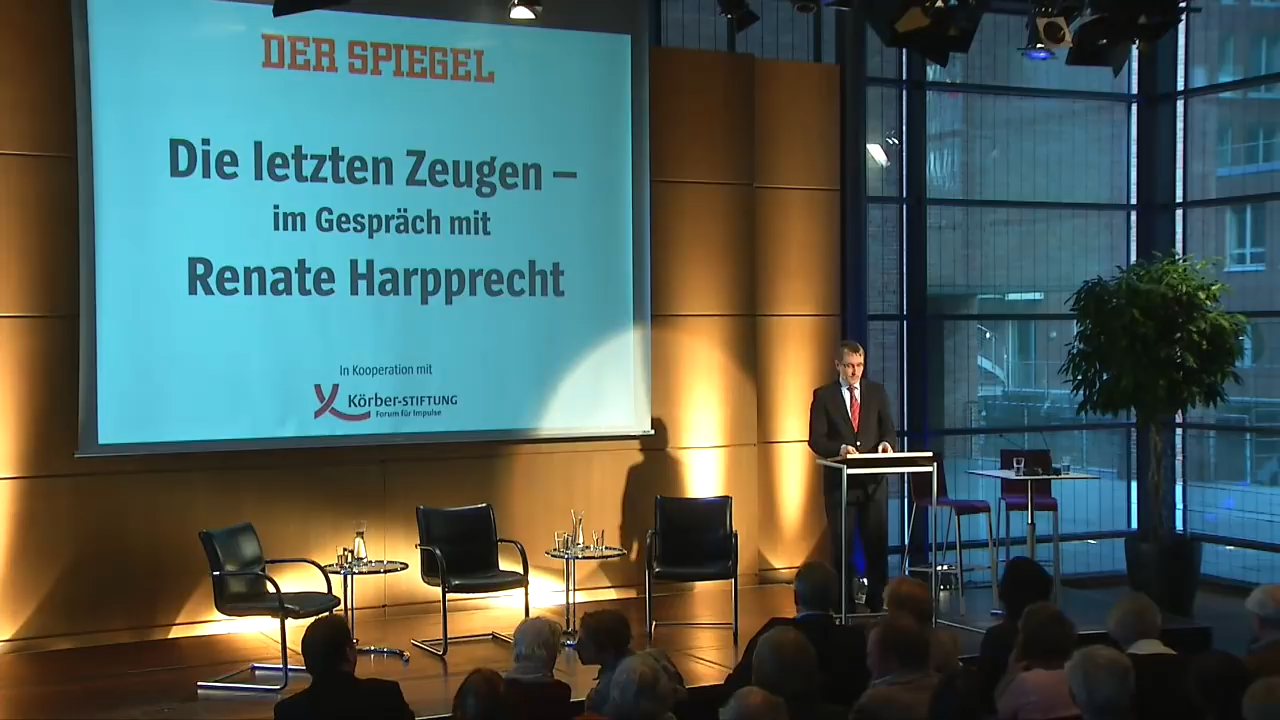 DER SPIEGEL
Die letzten Zeugen –
im Gespräch mit
Renate Harpprecht
In Kooperation mit
Körber-STIFTUNG
Forum für Impulse